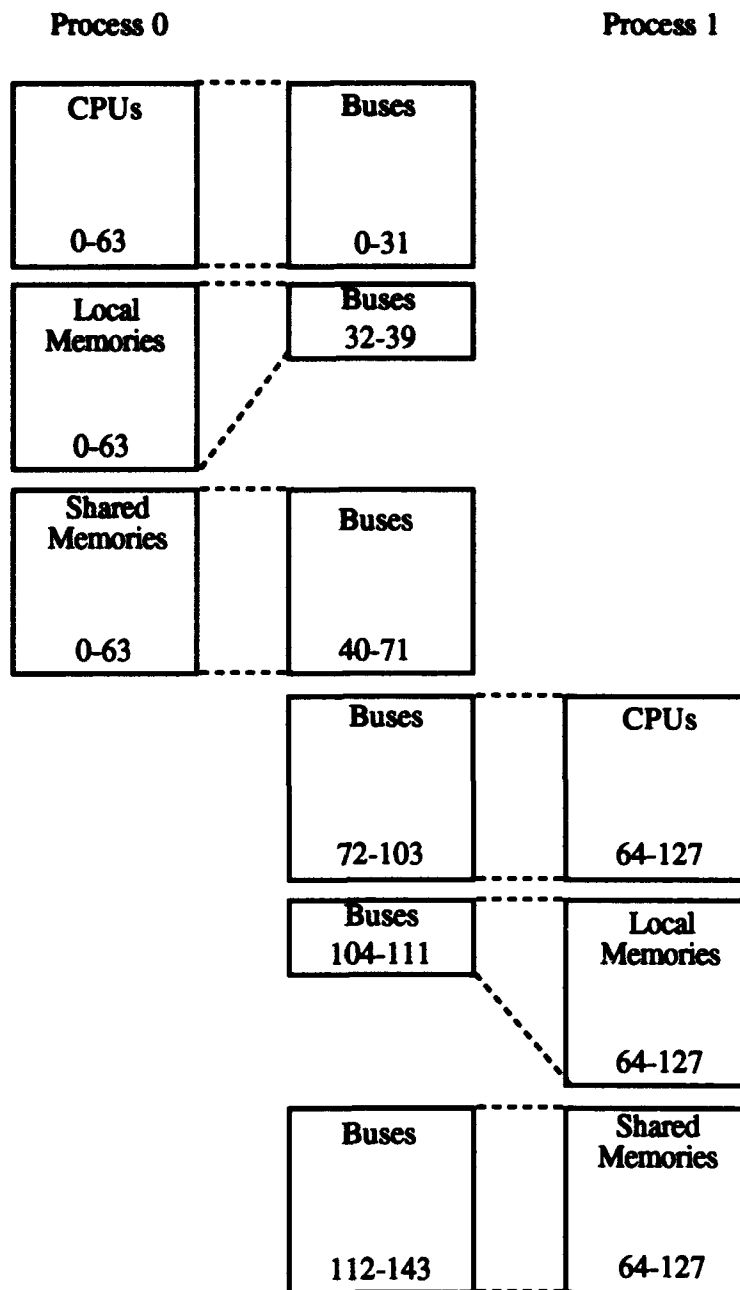 Process 0
Process 1
CPUs
0-63
Buses
0-31
Local
Memories
0-63
Buses
32-39
Shared
Memories
0-63
Buses
40-71
Buses
72-103
CPUs
64-127
Buses
104-111
Local
Memories
64-127
Buses
112-143
Shared
Memories
64-127